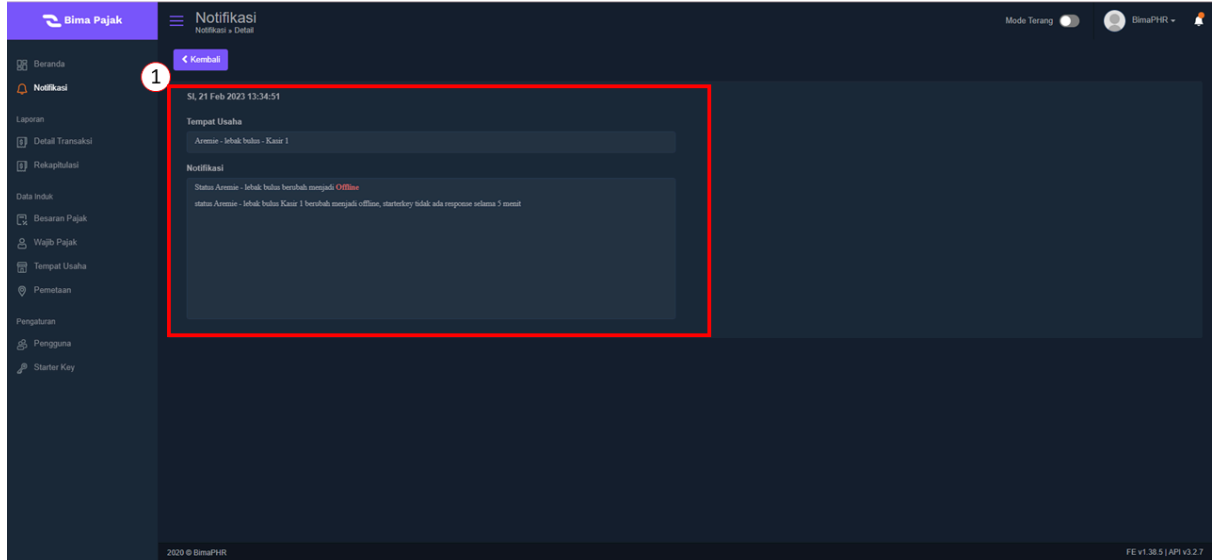 Bima Pajak
Notifikasi
Notifikasi » Detail
Mode Terang
BimaPHR
Kembali
Beranda
Notifikasi
Laporan
Detail Transaksi
Rekapitulasi
Data Induk
Besaran Pajak
Wajib Pajak
Tempat Usaha
Pemetaan
Pengaturan
Pengguna
Starter Key
1
Sl, 21 Feb 2023 13:34:51
Tempat Usaha
Aremie - lebak bulus - Kasir 1
Notifikasi
Status Aremie - lebak bulus berubah menjadi Offline
status Aremie - lebak bulus Kasir 1 berubah menjadi offline, starterkey tidak ada response selama 5 menit
2020 © BimaPHR
FE v1.38.5 | API v3.2.7